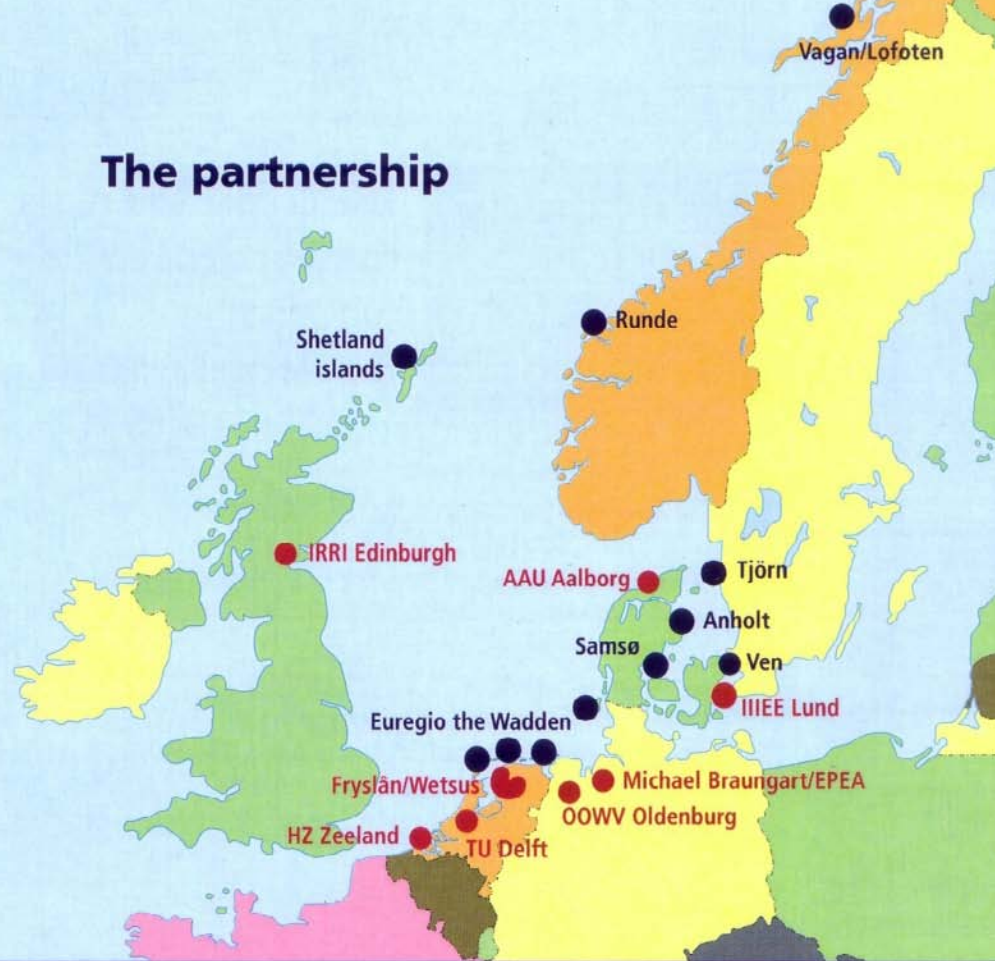 Vagan/Lofoten
The partnership
Runde
Shetland
islands
IRRI Edinburgh
AAU Aalborg
Tjörn
Anholt
Samsø
Ven
IIIEE Lund
Euregio the Wadden
Fryslân/Wetsus
Michael Braungart/EPEA
OOWV Oldenburg
HZ Zeeland
TU Delft